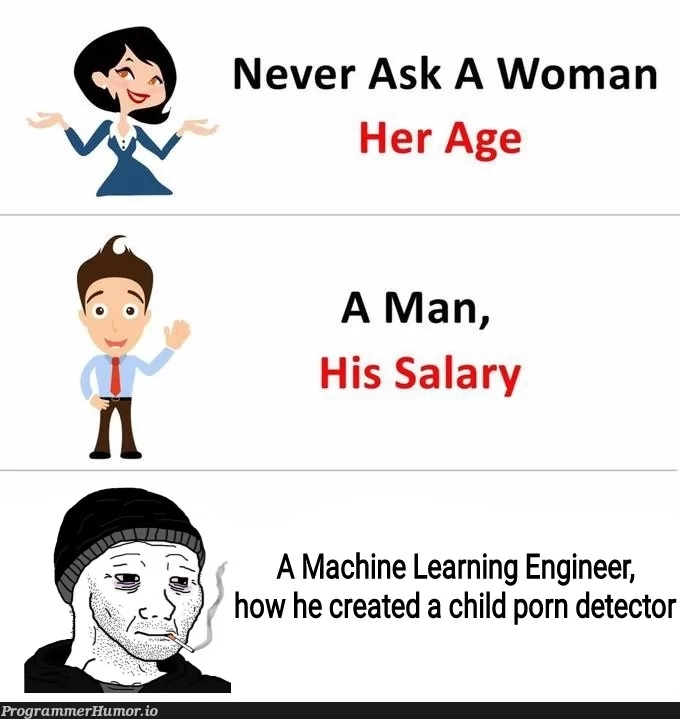 Never Ask A Woman
Her Age
A Man,
His Salary
A Machine Learning Engineer,
how he created a child porn detector
ProgrammerHumor.io